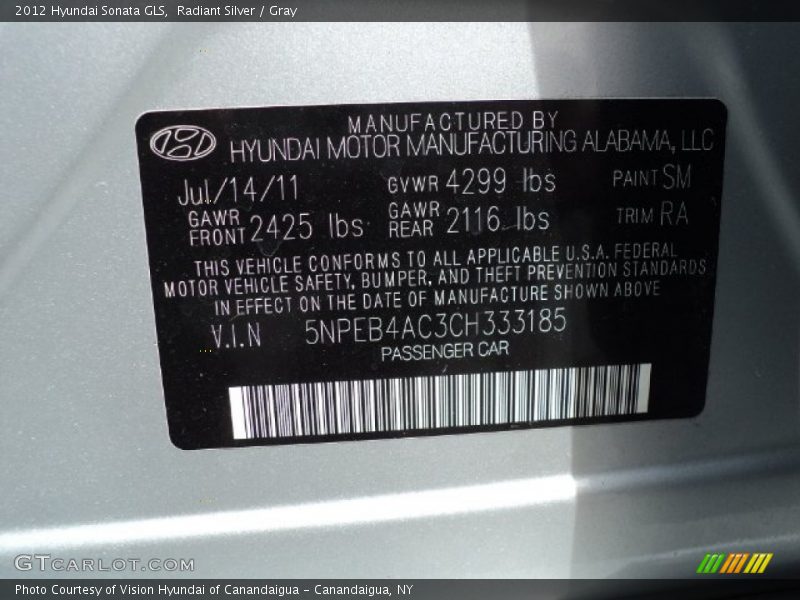 2012 Hyundai Sonata GLS, Radiant Silver / Gray
MANUFACTURED BY
HYUNDAI MOTOR MANUFACTURING ALABAMA, LLC
Jul/14/11 GVWR 4299 lbs PAINT SM
GAWR FRONT 2425 lbs GAWR REAR 2116 lbs TRIM RA
THIS VEHICLE CONFORMS TO ALL APPLICABLE U.S.A. FEDERAL
MOTOR VEHICLE SAFETY, BUMPER, AND THEFT PREVENTION STANDARDS
IN EFFECT ON THE DATE OF MANUFACTURE SHOWN ABOVE
V.I.N 5NPEB4AC3CH333185
PASSENGER CAR
GTCARLOT.COM
Photo Courtesy of Vision Hyundai of Canandaigua - Canandaigua, NY